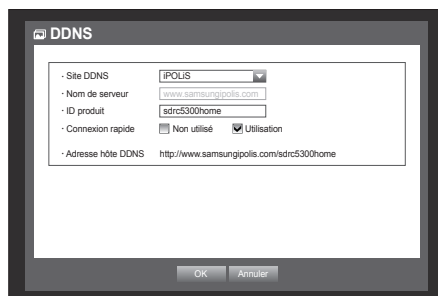 DDNS
· Site DDNS iPOLiS
· Nom de serveur www.samsungipolis.com
· ID produit sdrc5300home
· Connexion rapide Non utilisé Utilisation
· Adresse hôte DDNS http://www.samsungipolis.com/sdrc5300home
OK Annuler